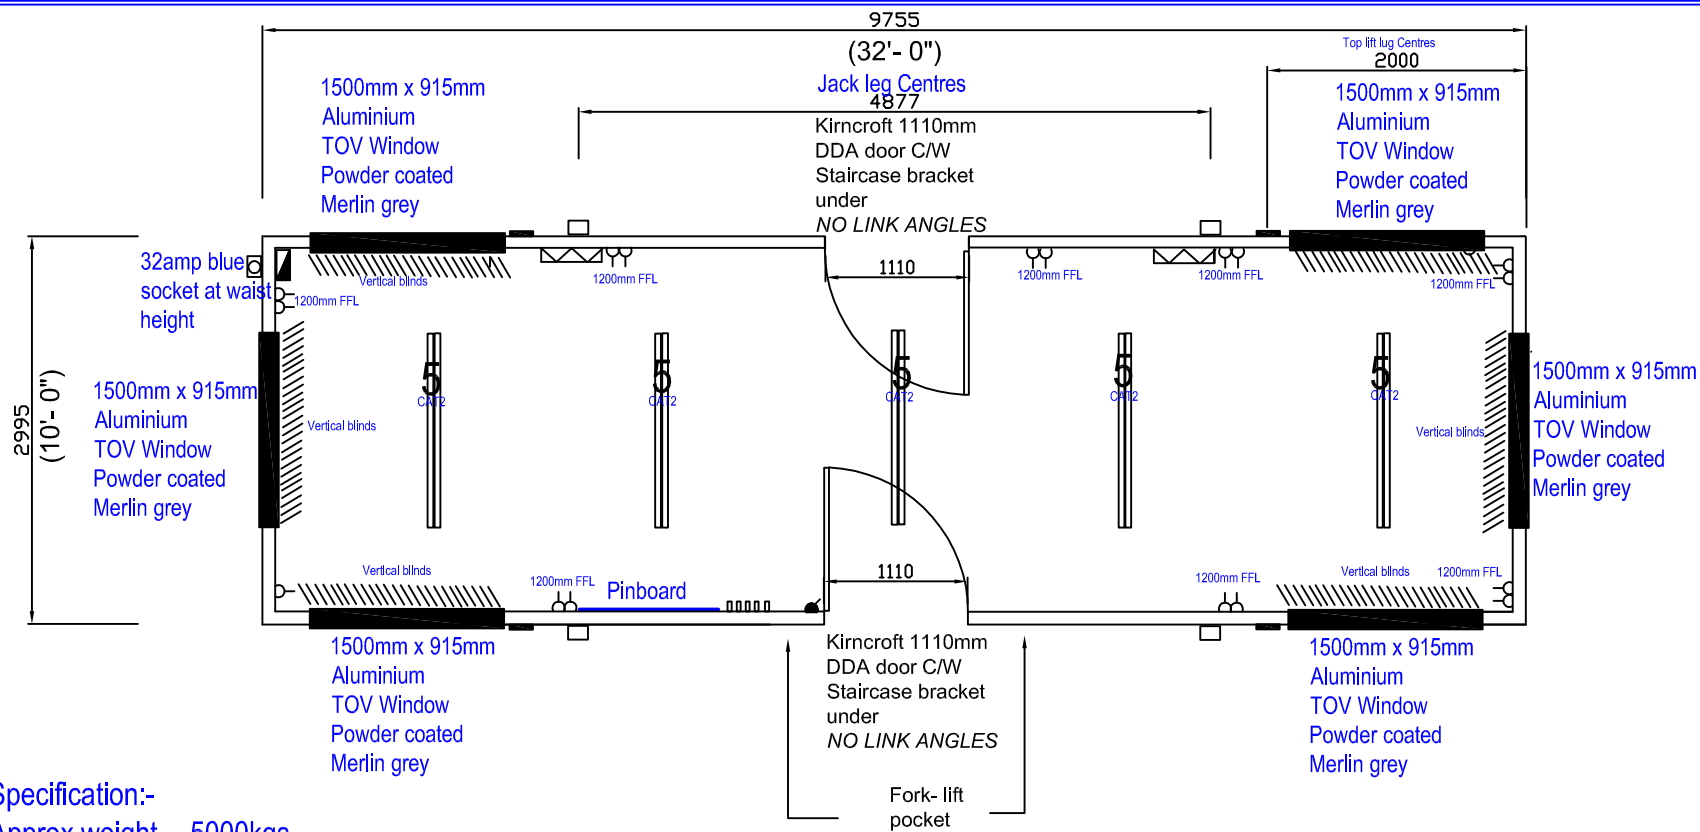 9755
(32'- 0")
Top lift lug Centres
2000
Jack leg Centres
4877
1500mm x 915mm
Aluminium
TOV Window
Powder coated
Merlin grey
Kirncroft 1110mm
DDA door C/W
Staircase bracket
under
NO LINK ANGLES
1500mm x 915mm
Aluminium
TOV Window
Powder coated
Merlin grey
32amp blue
socket at waist
height
Vertical blinds
1200mm FFL
1200mm FFL
1110
1200mm FFL
1200mm FFL
1200mm FFL
2995
(10'- 0")
1500mm x 915mm
Aluminium
TOV Window
Powder coated
Merlin grey
Vertical blinds
5
CAT2
5
CAT2
5
CAT2
5
CAT2
5
CAT2
Vertical blinds
1500mm x 915mm
Aluminium
TOV Window
Powder coated
Merlin grey
Vertical blinds
1200mm FFL
Pinboard
1110
1200mm FFL
Vertical blinds
1200mm FFL
1500mm x 915mm
Aluminium
TOV Window
Powder coated
Merlin grey
Kirncroft 1110mm
DDA door C/W
Staircase bracket
under
NO LINK ANGLES
1500mm x 915mm
Aluminium
TOV Window
Powder coated
Merlin grey
Fork- lift
pocket
Specification:-
Approx weight - 5000kgs